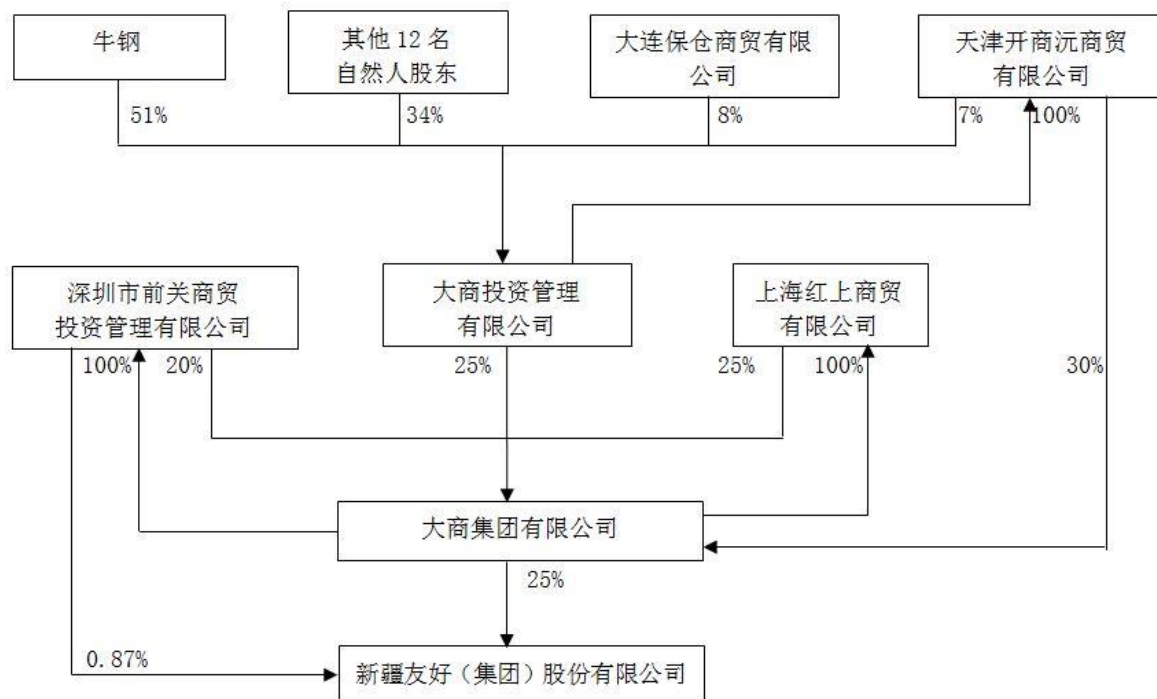 牛钢
其他 12 名
自然人股东
大连保仓商贸有限
公司
天津开商沅商贸
有限公司
51%
34%
8%
7%
100%
深圳市前关商贸
投资管理有限公司
大商投资管理
有限公司
上海红上商贸
有限公司
100%
20%
25%
25%
100%
30%
大商集团有限公司
25%
0.87%
新疆友好（集团）股份有限公司